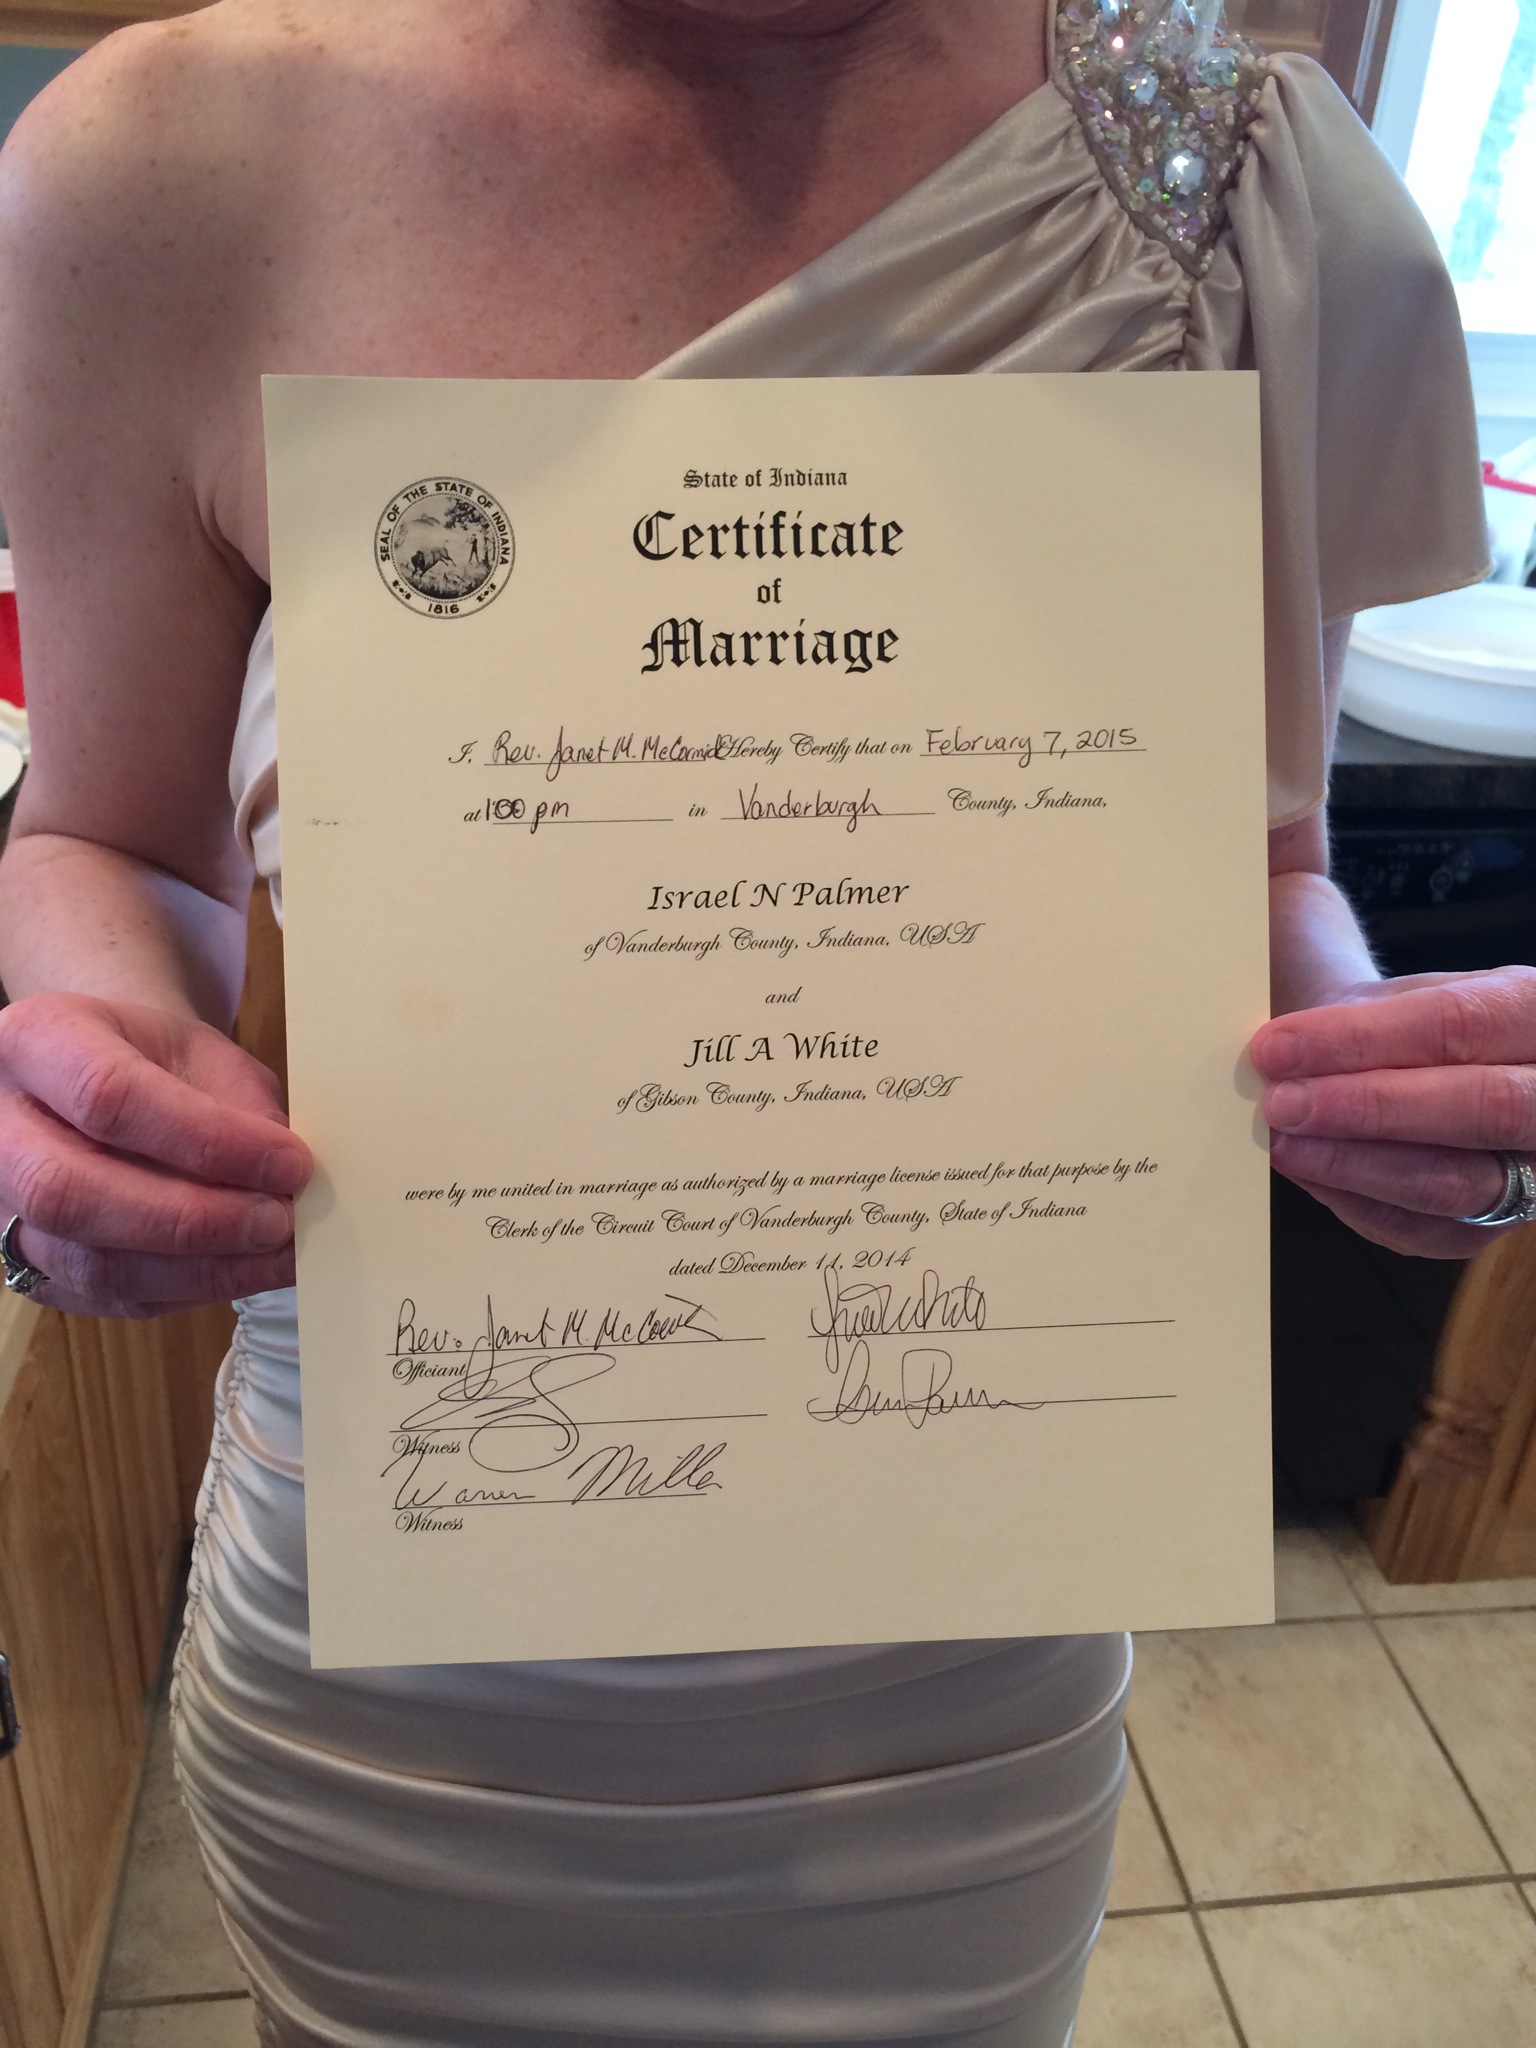 SEAL OF THE STATE OF INDIANA
1816
State of Indiana
Certificate
of
Marriage
I, Rev. Janet M. McCormick Hereby Certify that on February 7, 2015
at 1:00 pm in Vanderburgh County, Indiana,
Israel N Palmer
of Vanderburgh County, Indiana, USA
and
Jill A White
of Gibson County, Indiana, USA
were by me united in marriage as authorized by a marriage license issued for that purpose by the
Clerk of the Circuit Court of Vanderburgh County, State of Indiana
dated December 11, 2014
Rev. Janet M. McCormick
Officiant
Witness
Warren Miller
Witness